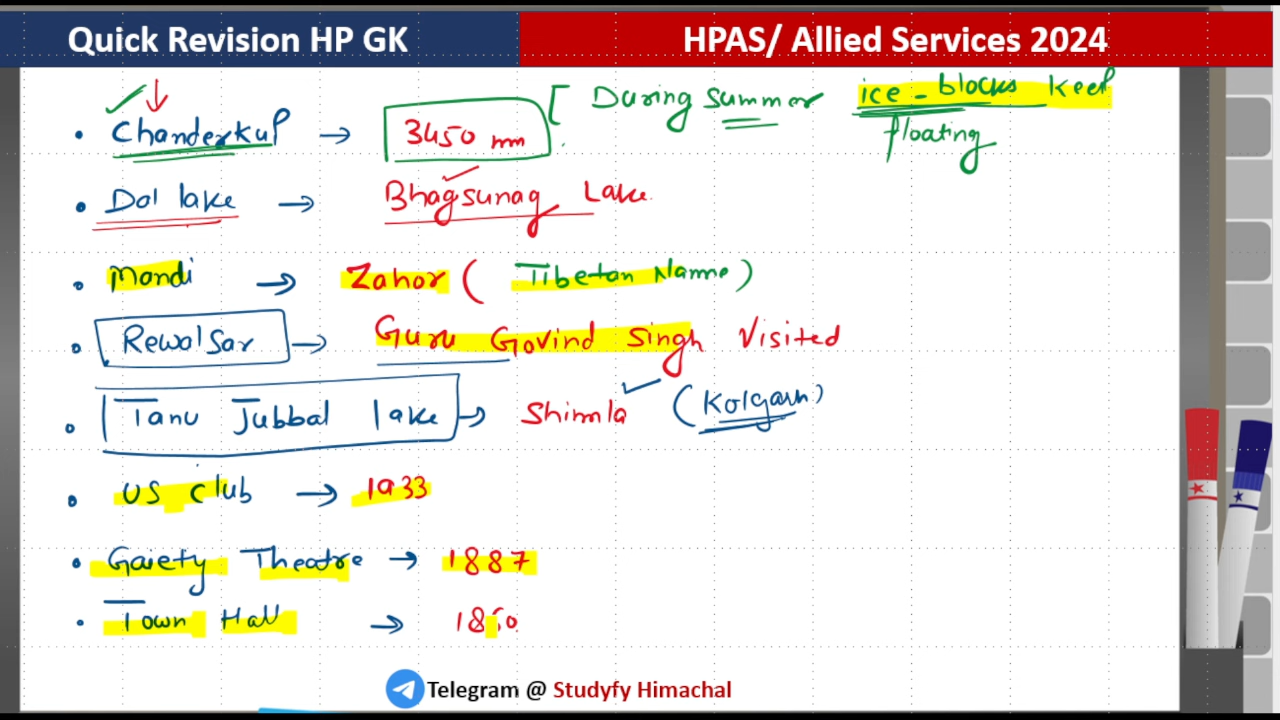 Quick Revision HP GK HPAS/ Allied Services 2024
• Chanderkup → 3450 mm [ During Summer ice - blocks keep
floating
• Dal lake → Bhagsunag Lake
• Mandi → Zahor ( Tibetan Name )
• Rewalsar → Guru Govind Singh Visited
• Tanu Jubbal lake → Shimla (Kotgarh)
• US Club → 1933
• Gaiety Theatre → 1887
• Town Hall →
Telegram @ Studyfy Himachal